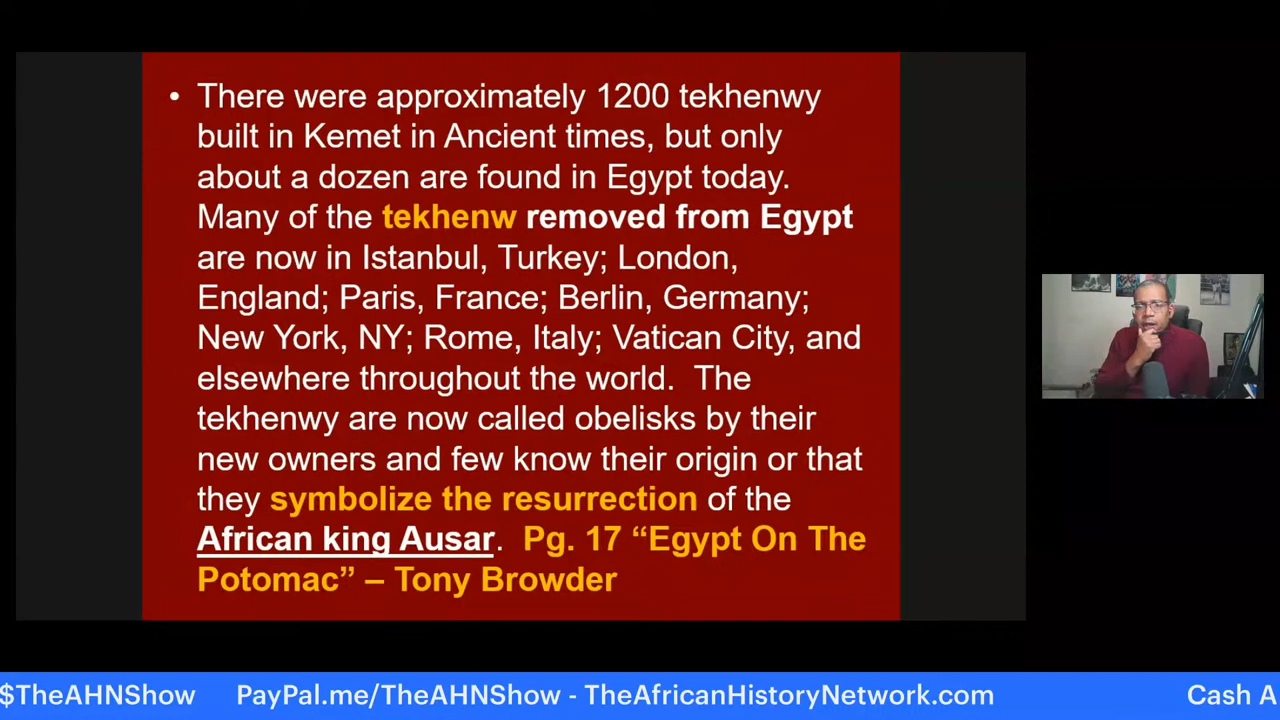 • There were approximately 1200 tekhenwy
built in Kemet in Ancient times, but only
about a dozen are found in Egypt today.
Many of the tekhenw removed from Egypt
are now in Istanbul, Turkey; London,
England; Paris, France; Berlin, Germany;
New York, NY; Rome, Italy; Vatican City, and
elsewhere throughout the world.  The
tekhenwy are now called obelisks by their
new owners and few know their origin or that
they symbolize the resurrection of the
African king Ausar.  Pg. 17 “Egypt On The
Potomac” – Tony Browder
$TheAHNShow PayPal.me/TheAHNShow - TheAfricanHistoryNetwork.com Cash A